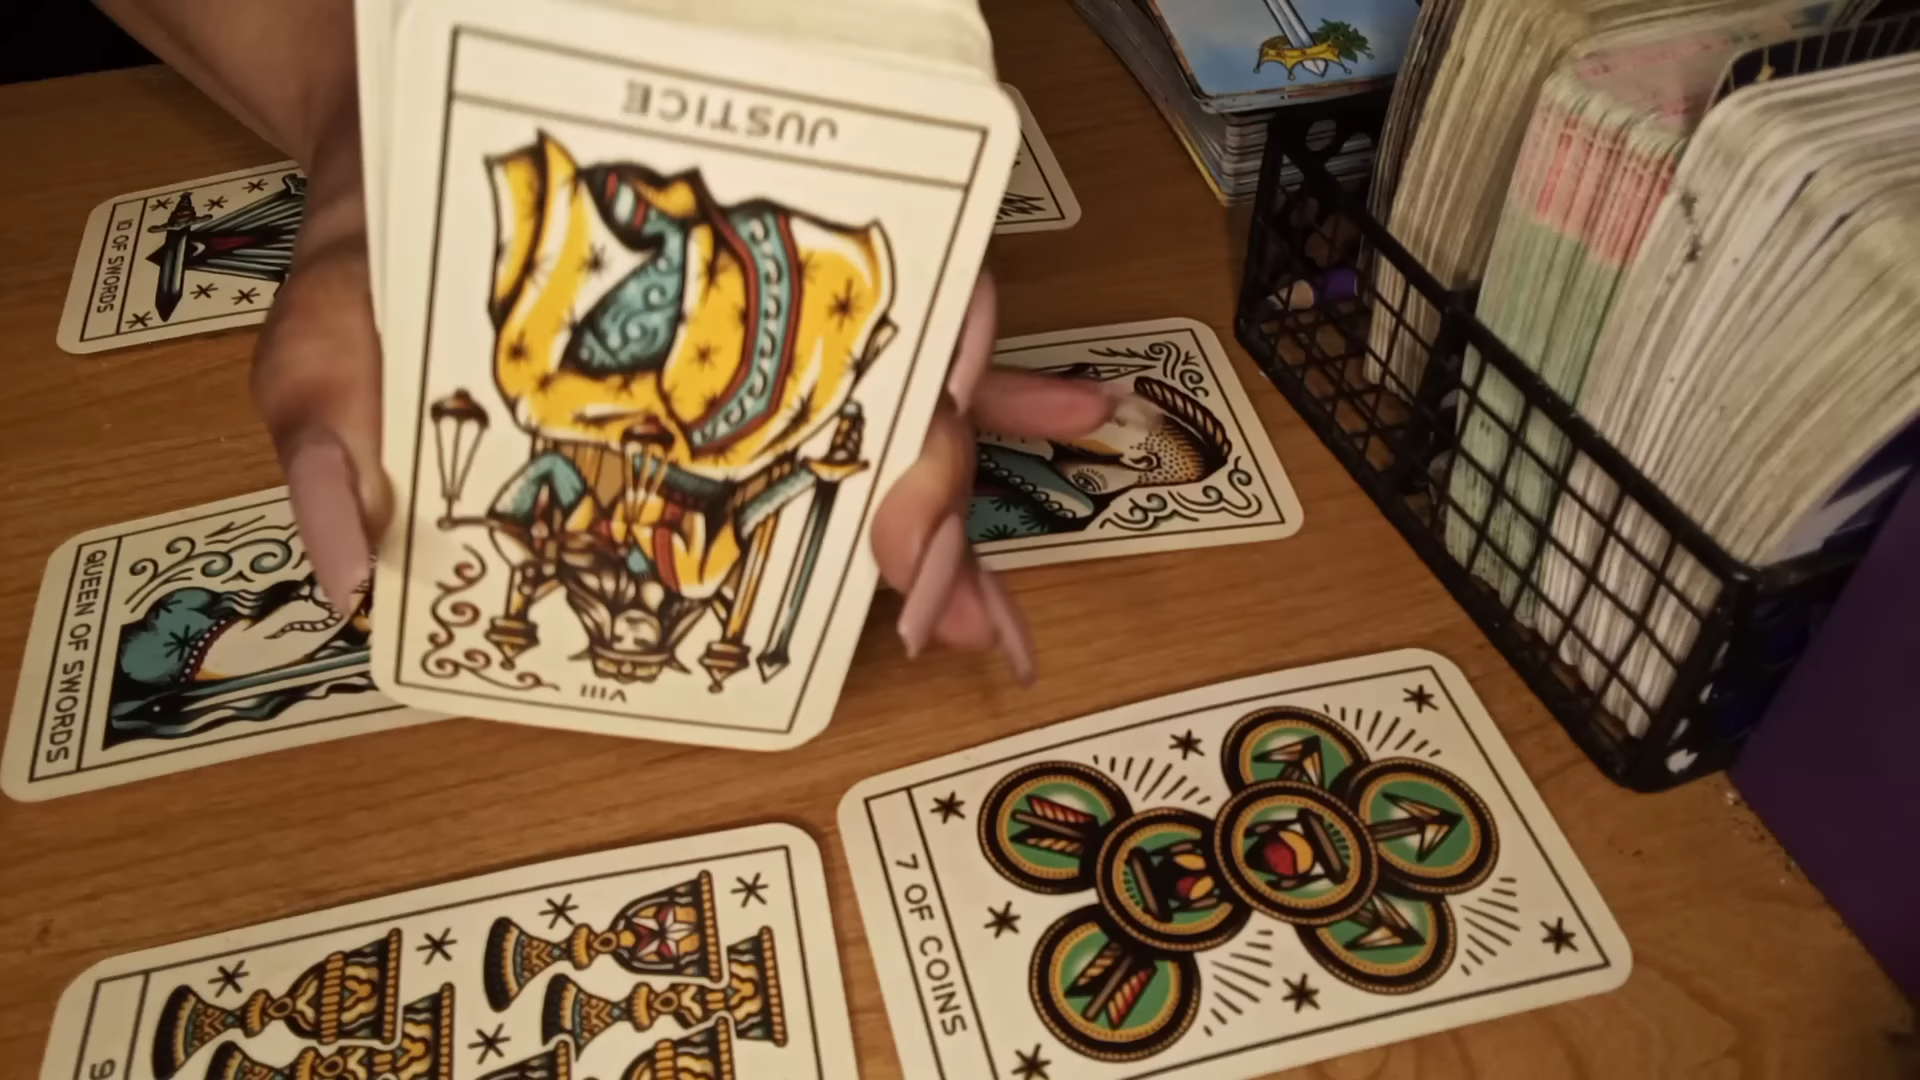 JUSTICE
VIII
10 OF SWORDS
QUEEN OF SWORDS
7 OF COINS
9